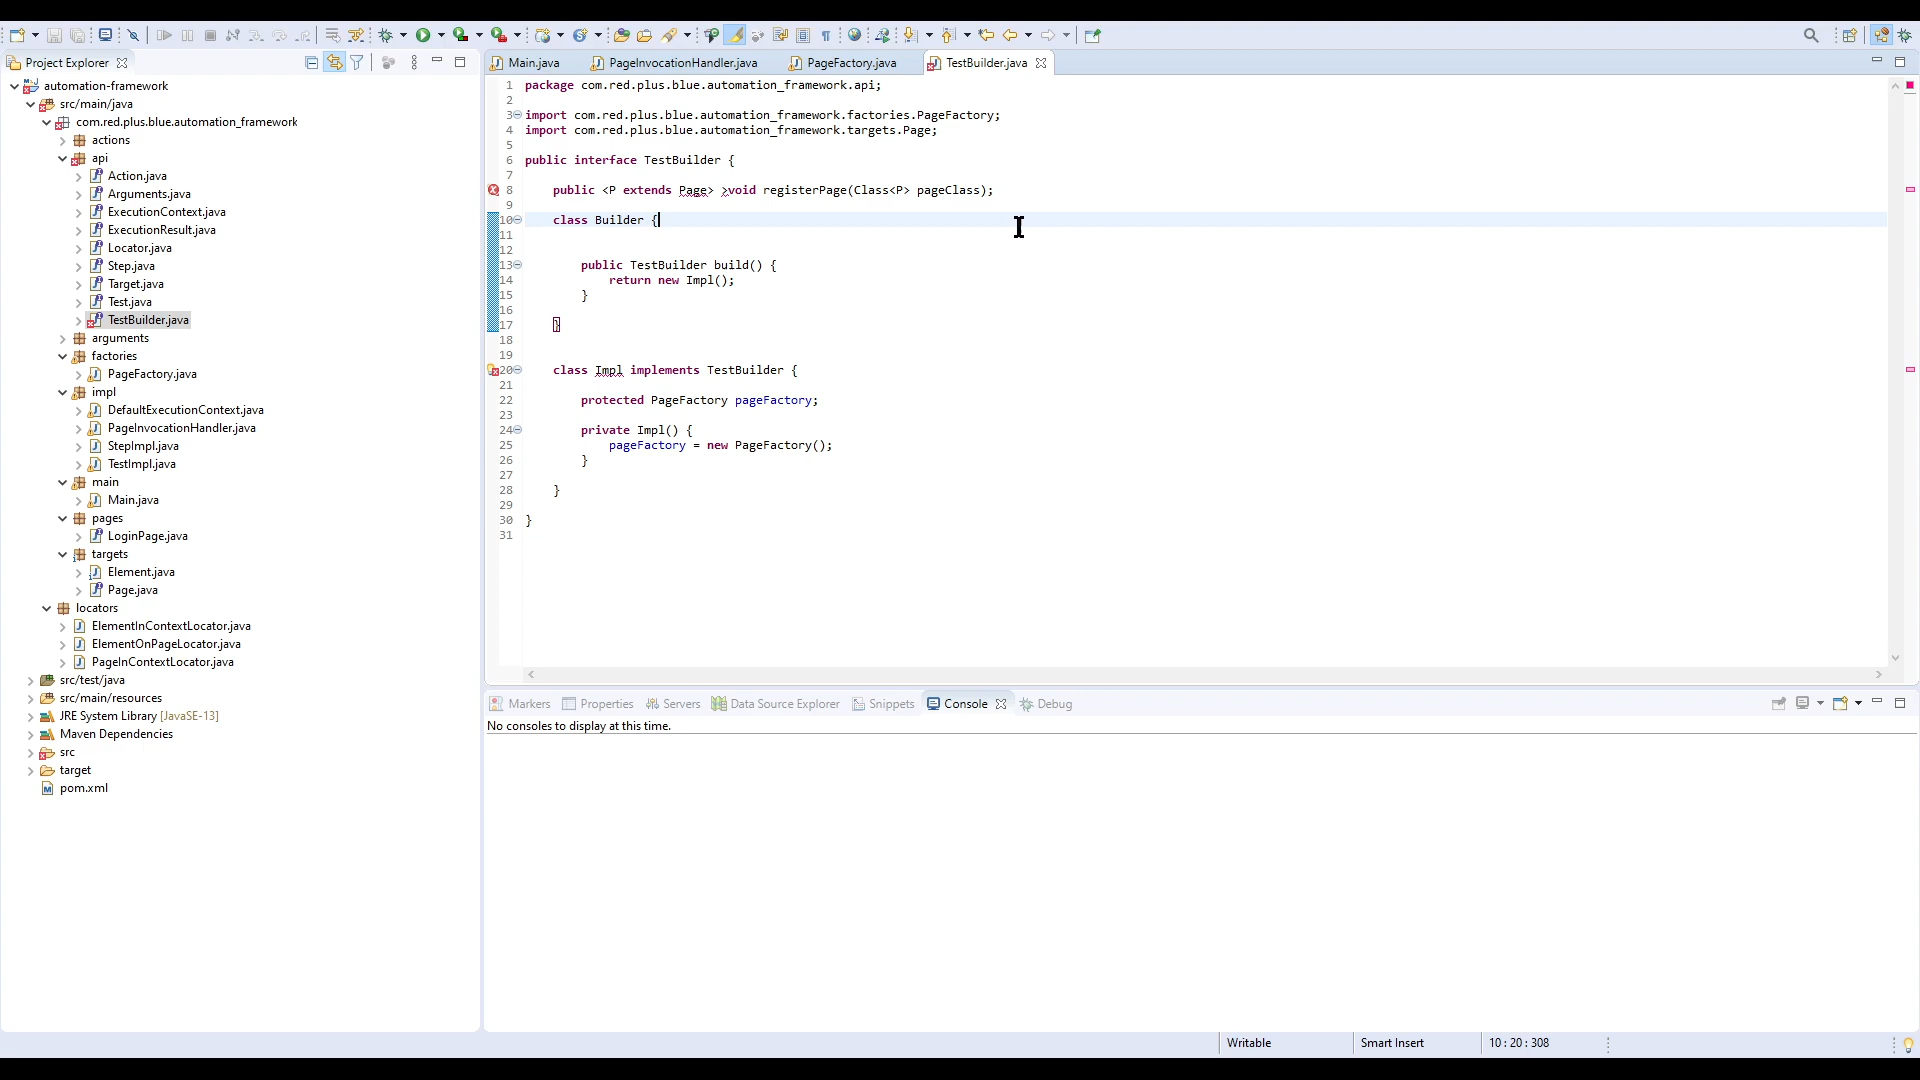 Project Explorer
automation-framework
src/main/java
com.red.plus.blue.automation_framework
actions
api
Action.java
Arguments.java
ExecutionContext.java
ExecutionResult.java
Locator.java
Step.java
Target.java
Test.java
TestBuilder.java
arguments
factories
PageFactory.java
impl
DefaultExecutionContext.java
PageInvocationHandler.java
StepImpl.java
TestImpl.java
main
Main.java
pages
LoginPage.java
targets
Element.java
Page.java
locators
ElementInContextLocator.java
ElementOnPageLocator.java
PageInContextLocator.java
src/test/java
src/main/resources
JRE System Library [JavaSE-13]
Maven Dependencies
src
target
pom.xml
Main.java PageInvocationHandler.java PageFactory.java TestBuilder.java
1 package com.red.plus.blue.automation_framework.api;
2
3 import com.red.plus.blue.automation_framework.factories.PageFactory;
4 import com.red.plus.blue.automation_framework.targets.Page;
5
6 public interface TestBuilder {
7
8 public <P extends Page> >void registerPage(Class<P> pageClass);
9
10 class Builder {
11
12
13 public TestBuilder build() {
14 return new Impl();
15 }
16
17 }
18
19
20 class Impl implements TestBuilder {
21
22 protected PageFactory pageFactory;
23
24 private Impl() {
25 pageFactory = new PageFactory();
26 }
27
28 }
29
30 }
31
Markers Properties Servers Data Source Explorer Snippets Console Debug
No consoles to display at this time.
Writable Smart Insert 10 : 20 : 308